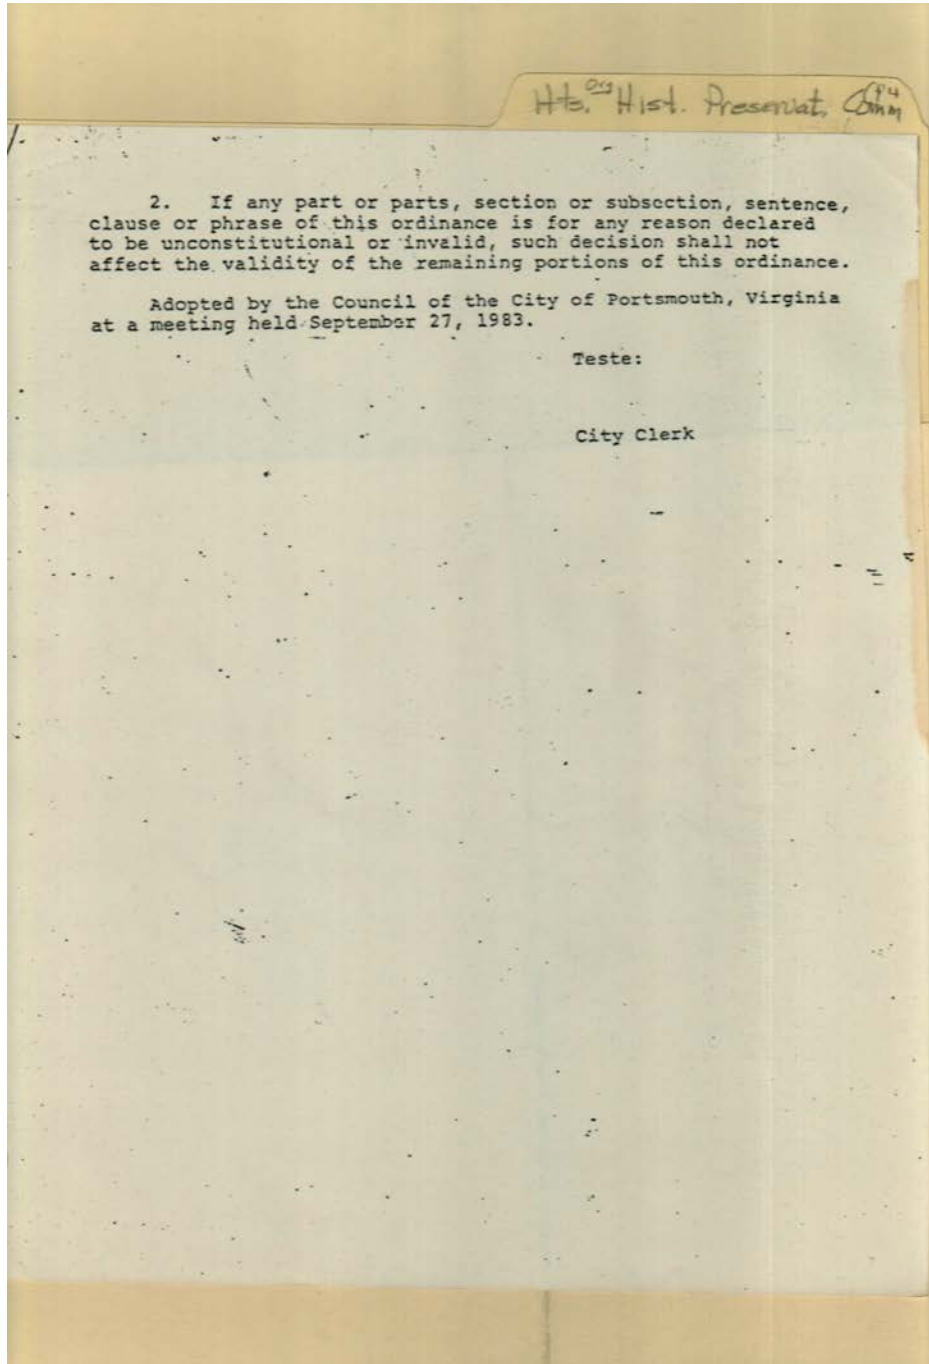 Hts. Org Hist. Preservat. Comm
2. If any part or parts, section or subsection, sentence,
clause or phrase of this ordinance is for any reason declared
to be unconstitutional or invalid, such decision shall not
affect the validity of the remaining portions of this ordinance.
Adopted by the Council of the City of Portsmouth, Virginia
at a meeting held September 27, 1983.
Teste:
City Clerk